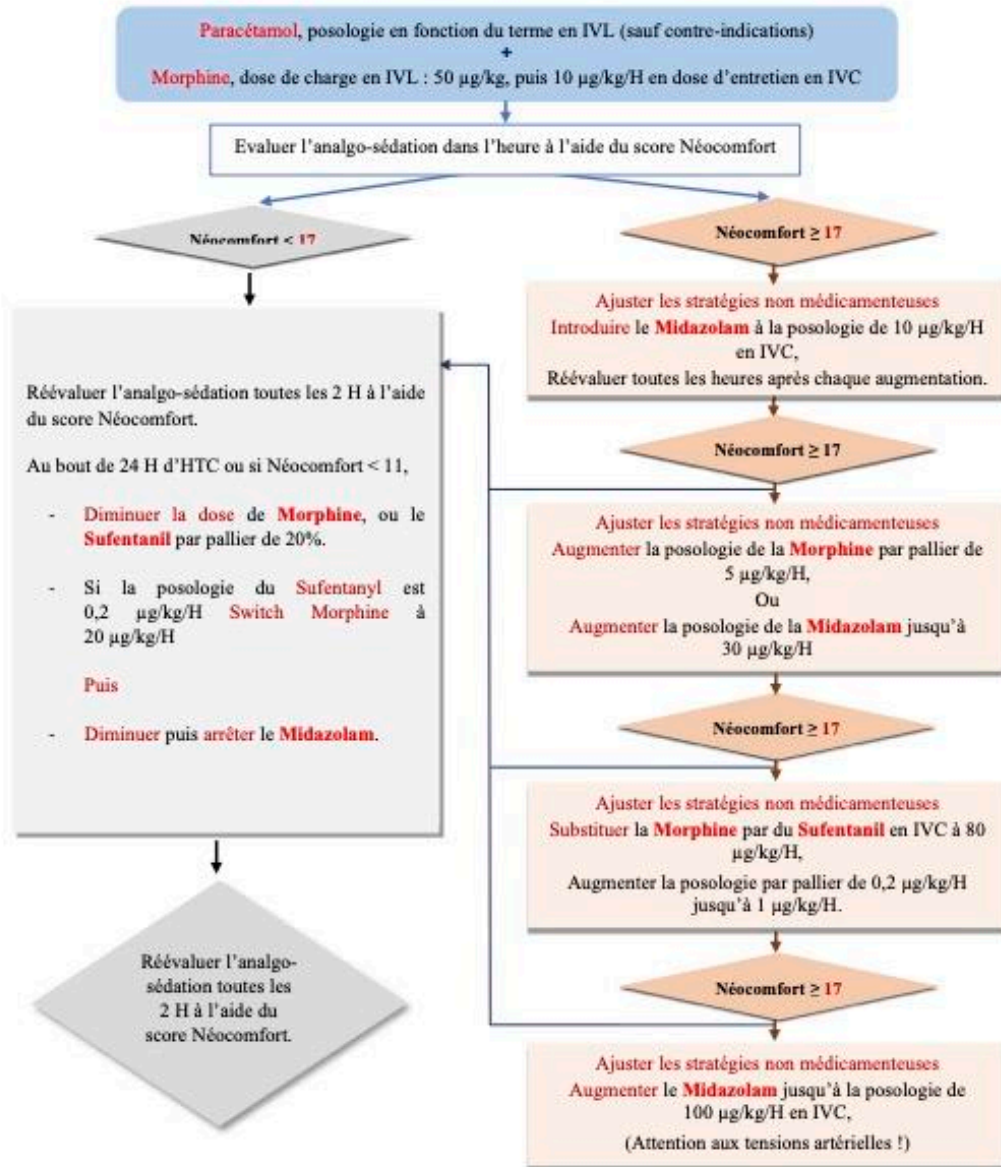 Paracétamol, posologie en fonction du terme en IVL (sauf contre-indications)
+
Morphine, dose de charge en IVL : 50 µg/kg, puis 10 µg/kg/H en dose d'entretien en IVC
Evaluer l'analgo-sédation dans l'heure à l'aide du score Néocomfort
Néocomfort < 17
Réévaluer l'analgo-sédation toutes les 2 H à l'aide
du score Néocomfort.
Au bout de 24 H d'HTC ou si Néocomfort < 11,
- Diminuer la dose de Morphine, ou le
Sufentanil par pallier de 20%.
- Si la posologie du Sufentanyl est
0,2 µg/kg/H Switch Morphine à
20 µg/kg/H
Puis
- Diminuer puis arrêter le Midazolam.
Réévaluer l'analgo-
sédation toutes les
2 H à l'aide du
score Néocomfort.
Néocomfort ≥ 17
Ajuster les stratégies non médicamenteuses
Introduire le Midazolam à la posologie de 10 µg/kg/H
en IVC,
Réévaluer toutes les heures après chaque augmentation.
Néocomfort ≥ 17
Ajuster les stratégies non médicamenteuses
Augmenter la posologie de la Morphine par pallier de
5 µg/kg/H,
Ou
Augmenter la posologie de la Midazolam jusqu'à
30 µg/kg/H
Néocomfort ≥ 17
Ajuster les stratégies non médicamenteuses
Substituer la Morphine par du Sufentanil en IVC à 80
µg/kg/H,
Augmenter la posologie par pallier de 0,2 µg/kg/H
jusqu'à 1 µg/kg/H.
Néocomfort ≥ 17
Ajuster les stratégies non médicamenteuses
Augmenter le Midazolam jusqu'à la posologie de
100 µg/kg/H en IVC,
(Attention aux tensions artérielles !)